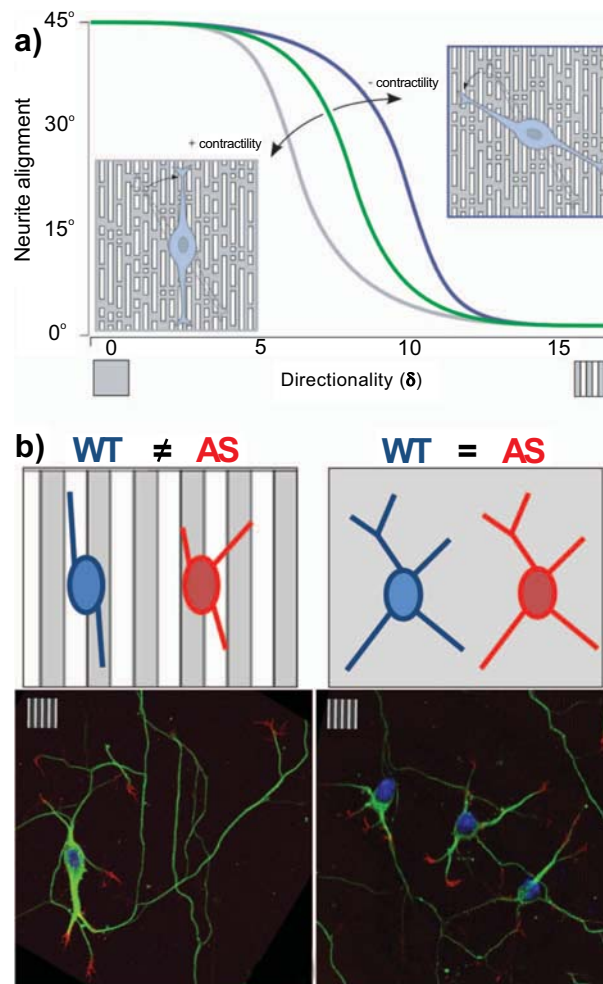 a)
45°
30°
15°
0°
Neurite alignment
- contractility
+ contractility
0
5
10
15
Directionality (δ)
b)
WT ≠ AS
WT = AS